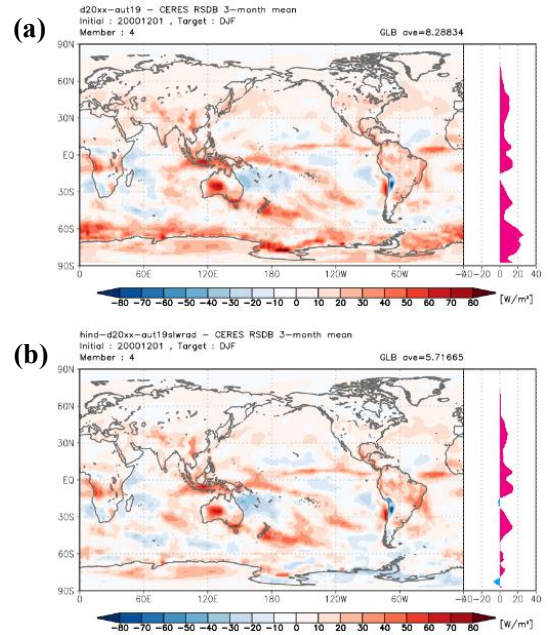 (a)
d20xx-aut19 - CERES RSDB 3-month mean
Initial : 20001201 , Target : DJF
Member : 4 GLB ave=8.28834
90N
60N
30N
EQ
30S
60S
90S
0 60E 120E 180 120W 60W -40 -20 0 20 40
-80 -70 -60 -50 -40 -30 -20 -10 0 10 20 30 40 50 60 70 80 [W/m²]
(b)
hind-d20xx-aut19slwrad - CERES RSDB 3-month mean
Initial : 20001201 , Target : DJF
Member : 4 GLB ave=5.71665
90N
60N
30N
EQ
30S
60S
90S
0 60E 120E 180 120W 60W -40 -20 0 20 40
-80 -70 -60 -50 -40 -30 -20 -10 0 10 20 30 40 50 60 70 80 [W/m²]